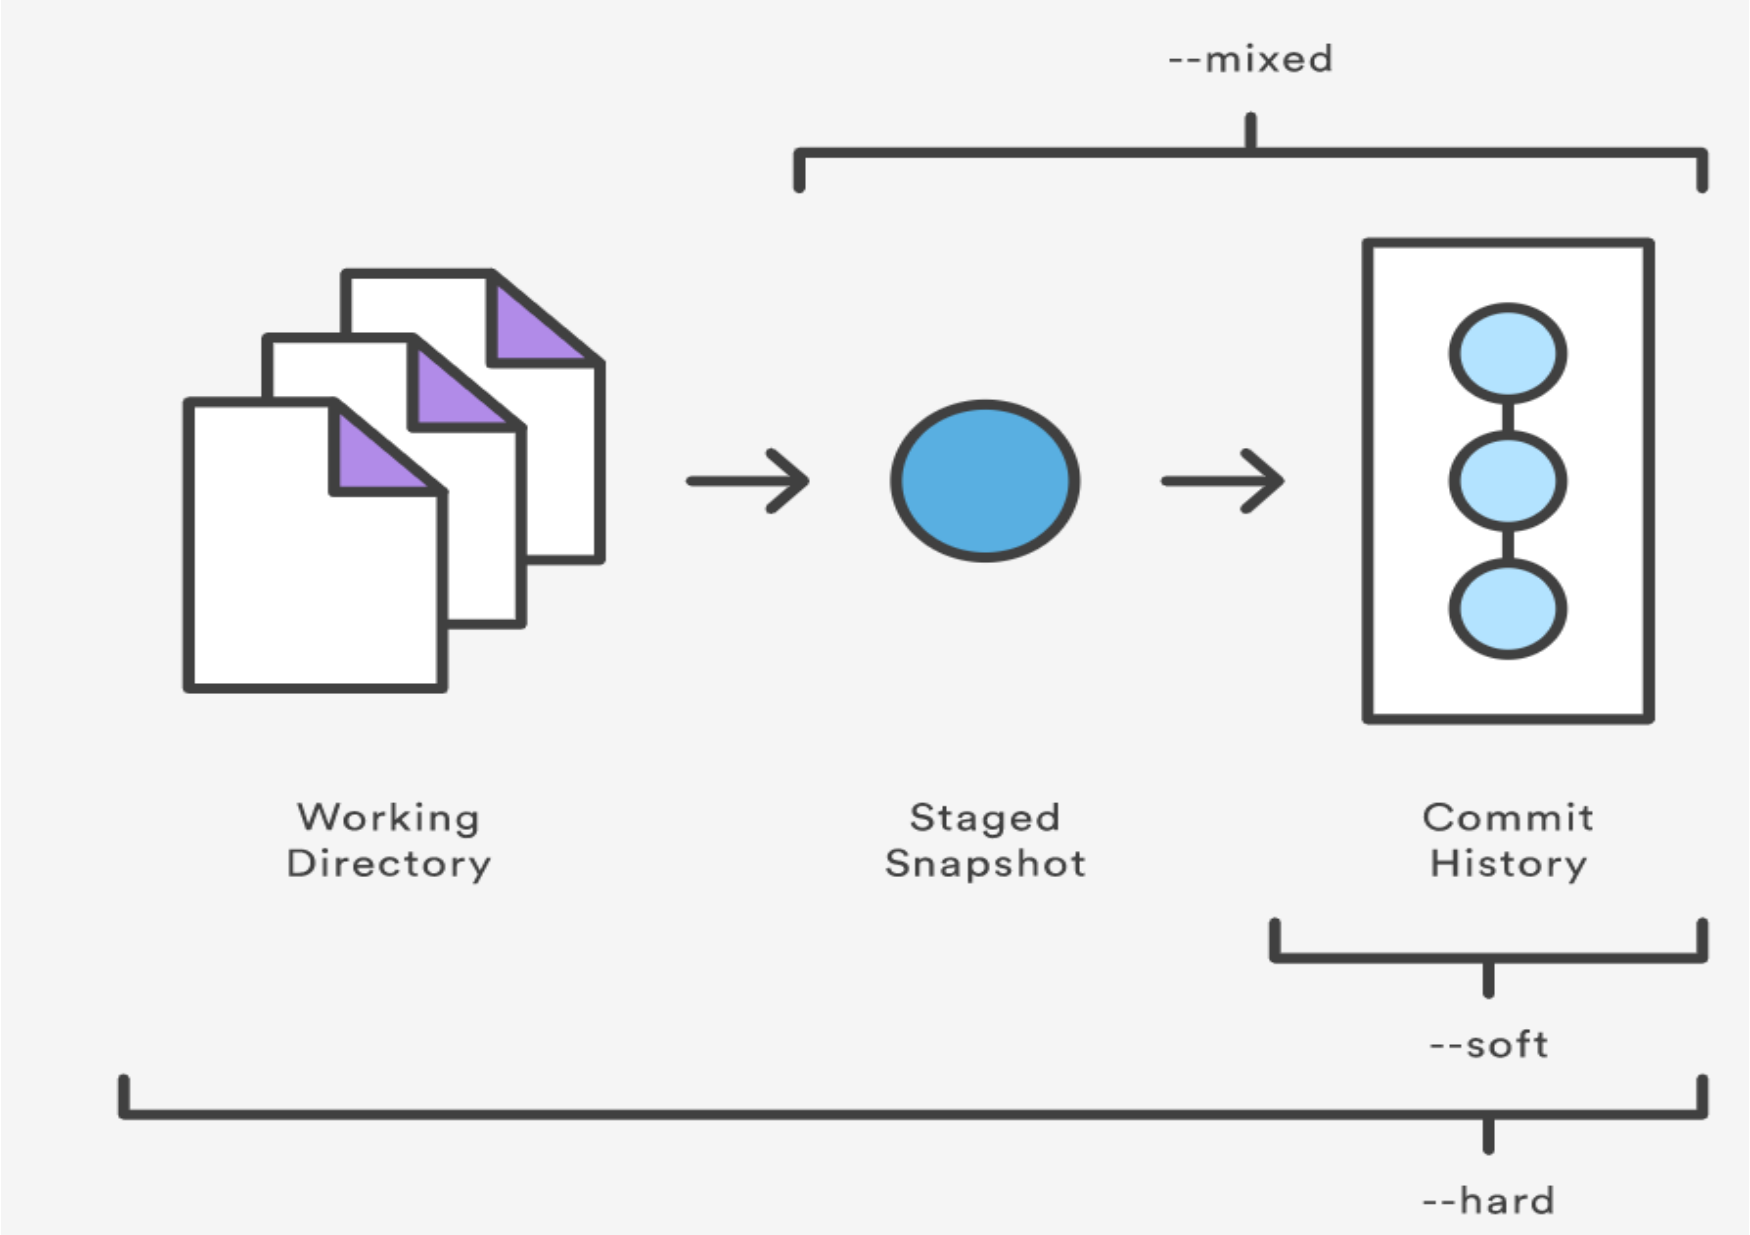 --mixed
Working
Directory
Staged
Snapshot
Commit
History
--soft
--hard